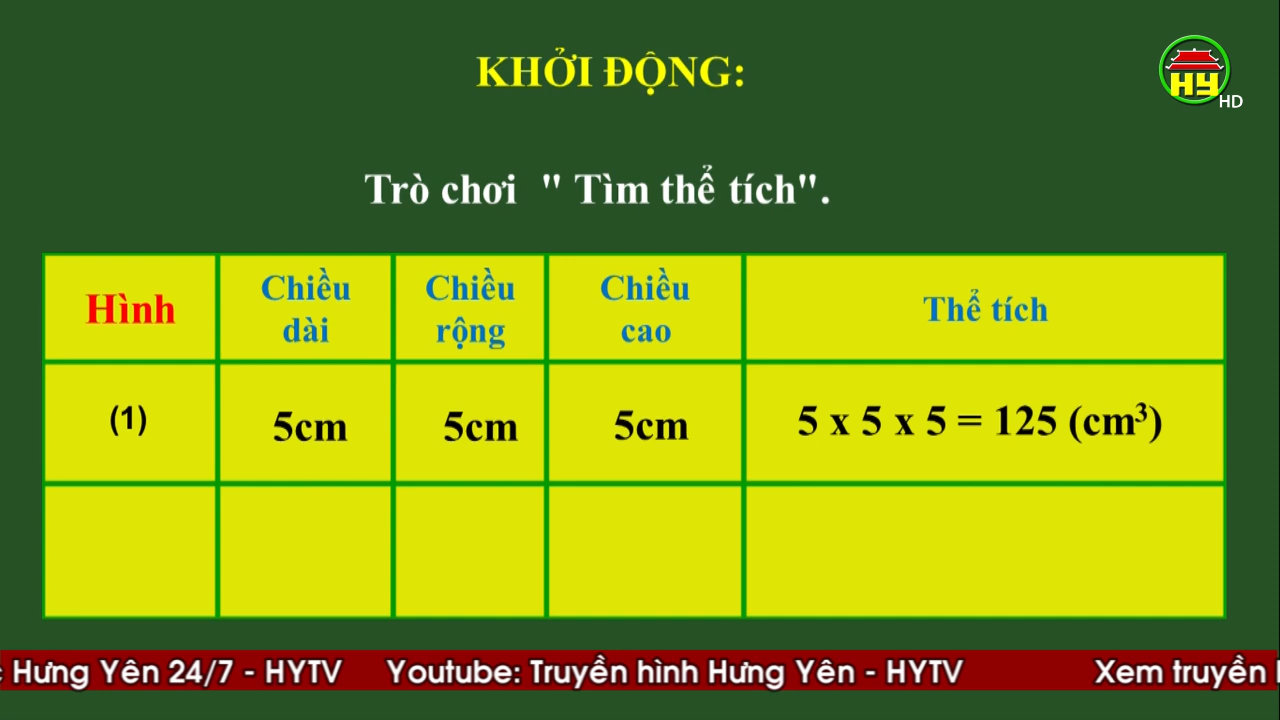 KHỞI ĐỘNG:
HY
HD
Trò chơi " Tìm thể tích".
Hình
Chiều
dài
Chiều
rộng
Chiều
cao
Thể tích
(1)
5cm
5cm
5cm
5 x 5 x 5 = 125 (cm³)
Hưng Yên 24/7 - HYTV Youtube: Truyền hình Hưng Yên - HYTV Xem truyền